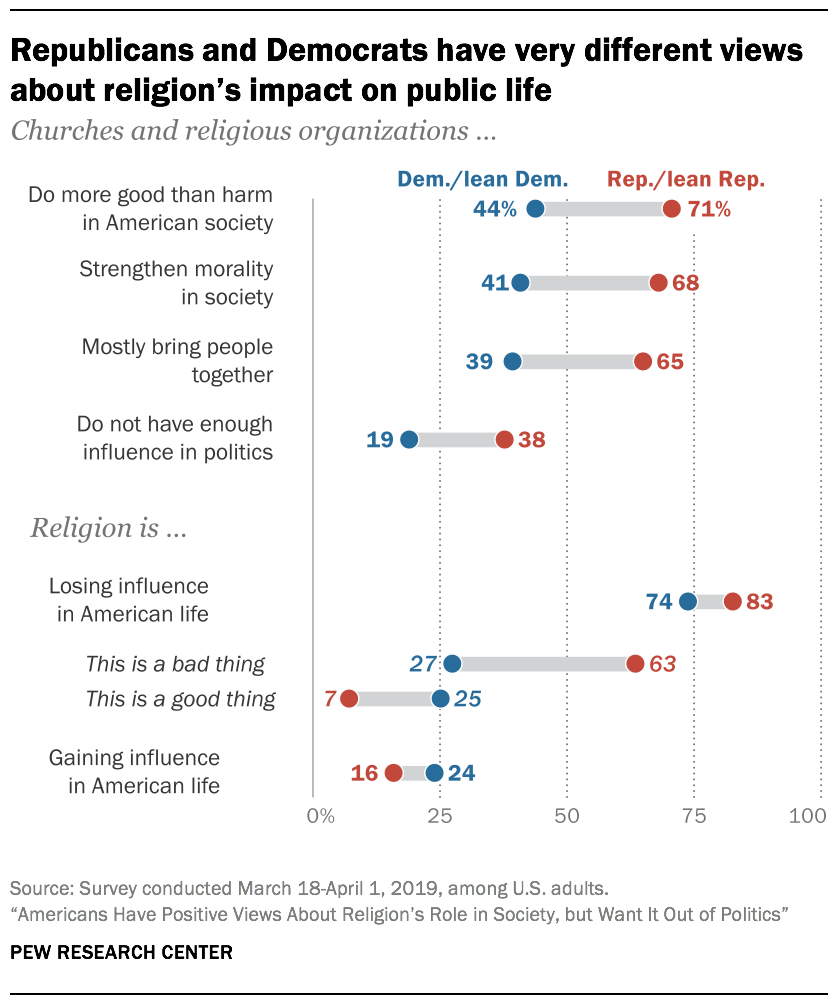 Republicans and Democrats have very different views
about religion’s impact on public life
Churches and religious organizations ...
Dem./lean Dem.
Rep./lean Rep.
Do more good than harm
in American society
44%
71%
Strengthen morality
in society
41
68
Mostly bring people
together
39
65
Do not have enough
influence in politics
19
38
Religion is ...
Losing influence
in American life
74
83
This is a bad thing
27
63
This is a good thing
7
25
Gaining influence
in American life
16
24
0%
25
50
75
100
Source: Survey conducted March 18-April 1, 2019, among U.S. adults.
“Americans Have Positive Views About Religion’s Role in Society, but Want It Out of Politics”
PEW RESEARCH CENTER